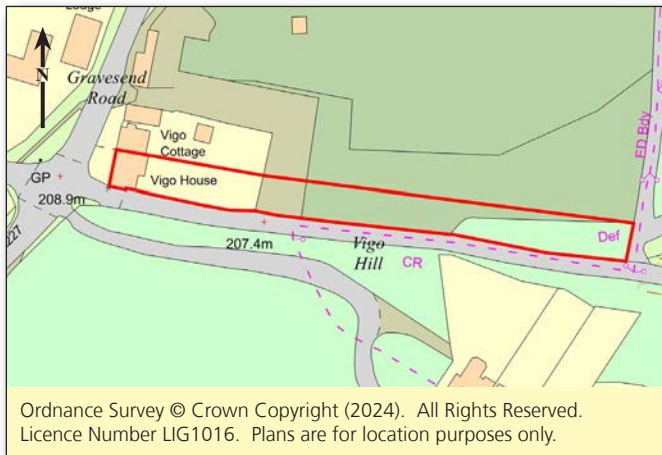 Lodge
N
Gravesend
Road
Vigo
Cottage
Vigo House
GP
208.9m
227
207.4m
Vigo
Hill
CR
Def
ED Bdy
Ordnance Survey © Crown Copyright (2024). All Rights Reserved.
Licence Number LIG1016. Plans are for location purposes only.